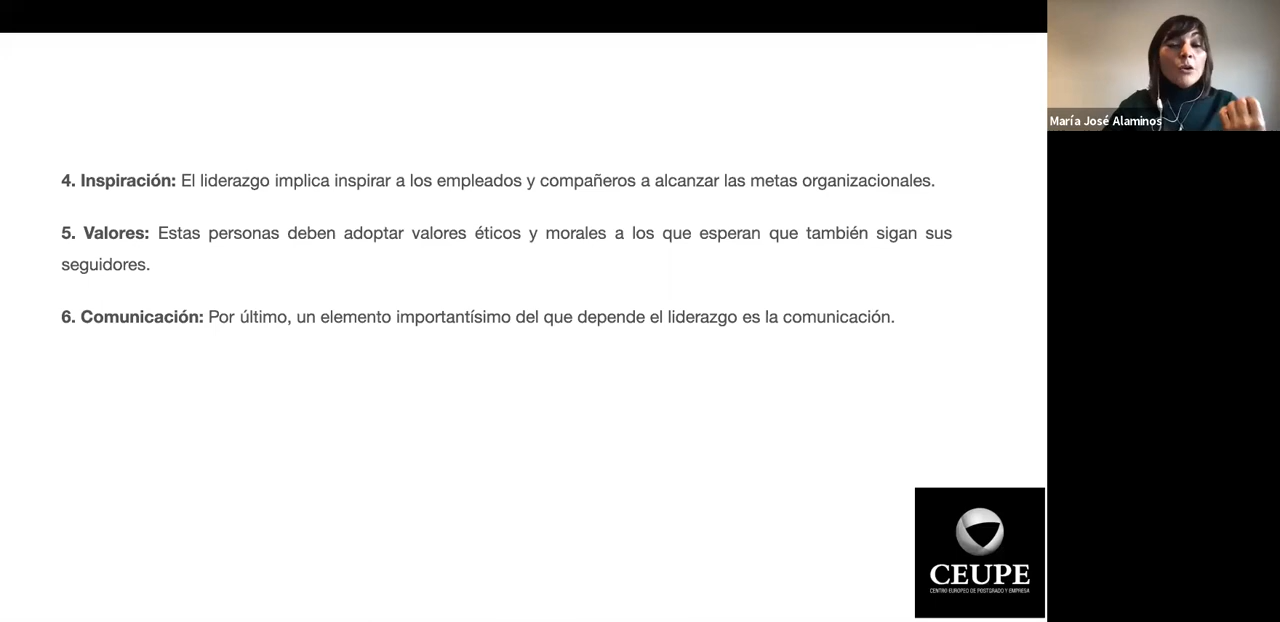 María José Alaminos
4. Inspiración: El liderazgo implica inspirar a los empleados y compañeros a alcanzar las metas organizacionales.
5. Valores: Estas personas deben adoptar valores éticos y morales a los que esperan que también sigan sus
seguidores.
6. Comunicación: Por último, un elemento importantísimo del que depende el liderazgo es la comunicación.
CEUPE
CENTRO EUROPEO DE POSTGRADO Y EMPRESA